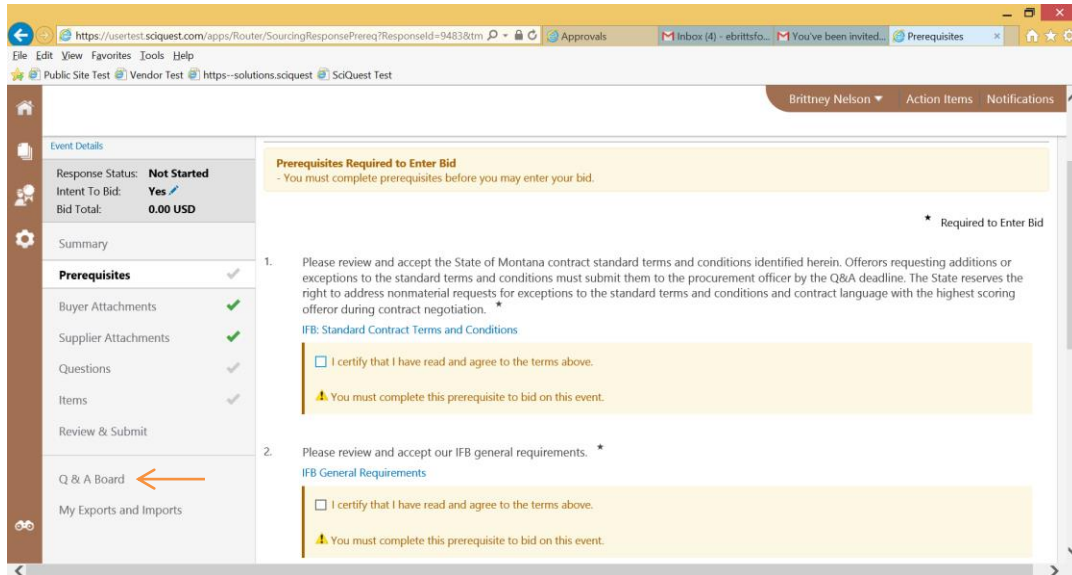 https://usertest.sciquest.com/apps/Router/SourcingResponsePrereq?ResponseId=9483&tm
Approvals
Inbox (4) - ebrittsfo...
You've been invited...
Prerequisites
File Edit View Favorites Tools Help
Public Site Test Vendor Test https--solutions.sciquest SciQuest Test
Brittney Nelson Action Items Notifications
Event Details
Response Status: Not Started
Intent To Bid: Yes
Bid Total: 0.00 USD
Summary
Prerequisites
Buyer Attachments
Supplier Attachments
Questions
Items
Review & Submit
Q & A Board
My Exports and Imports
Prerequisites Required to Enter Bid
- You must complete prerequisites before you may enter your bid.
* Required to Enter Bid
1. Please review and accept the State of Montana contract standard terms and conditions identified herein. Offerors requesting additions or
exceptions to the standard terms and conditions must submit them to the procurement officer by the Q&A deadline. The State reserves the
right to address nonmaterial requests for exceptions to the standard terms and conditions and contract language with the highest scoring
offeror during contract negotiation. *
IFB: Standard Contract Terms and Conditions
I certify that I have read and agree to the terms above.
You must complete this prerequisite to bid on this event.
2. Please review and accept our IFB general requirements. *
IFB General Requirements
I certify that I have read and agree to the terms above.
You must complete this prerequisite to bid on this event.